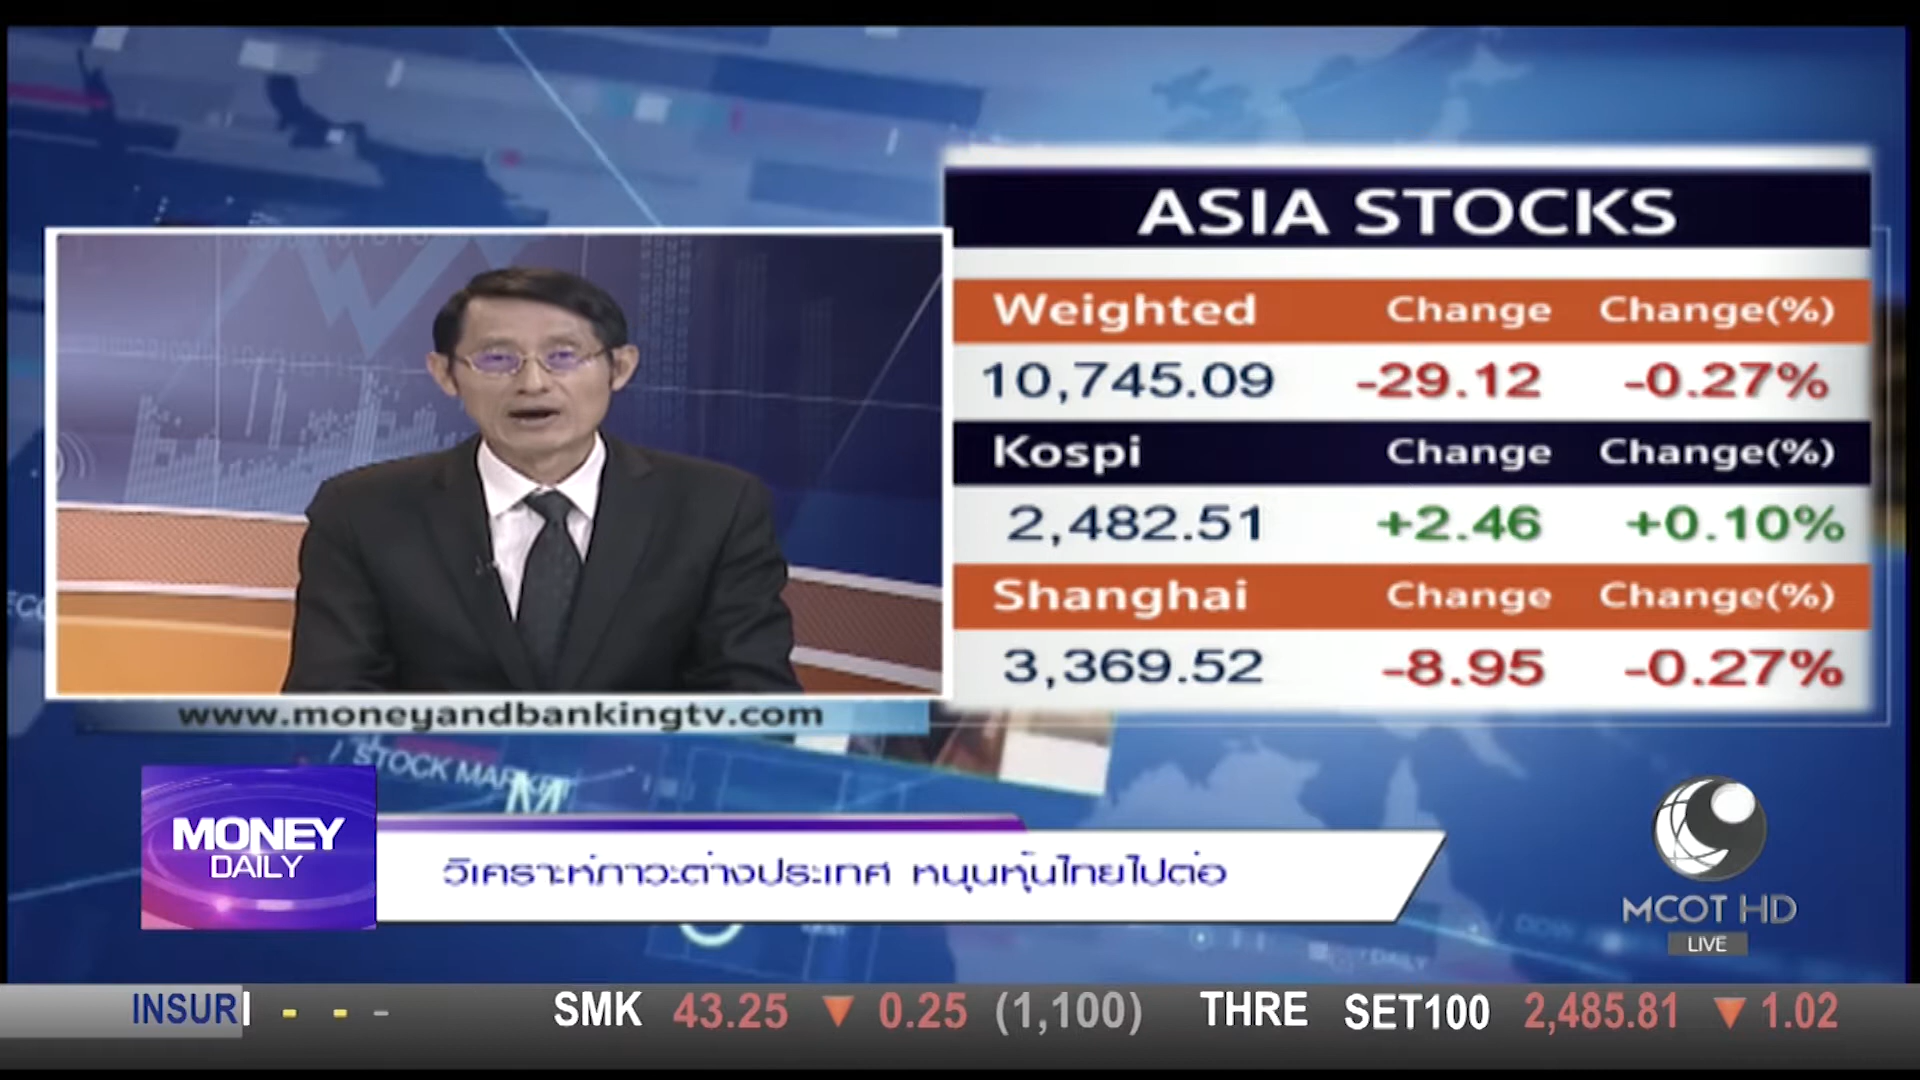 ASIA STOCKS
Weighted Change Change(%)
10,745.09 -29.12 -0.27%
Kospi Change Change(%)
2,482.51 +2.46 +0.10%
Shanghai Change Change(%)
3,369.52 -8.95 -0.27%
www.moneyandbankingtv.com
STOCK MARKET
MONEY
DAILY
วิเคราะห์ภาวะต่างประเทศ หนุนหุ้นไทยไปต่อ
MCOT HD
LIVE
INSUR - - - SMK 43.25 ▼ 0.25 (1,100) THRE SET100 2,485.81 ▼ 1.02